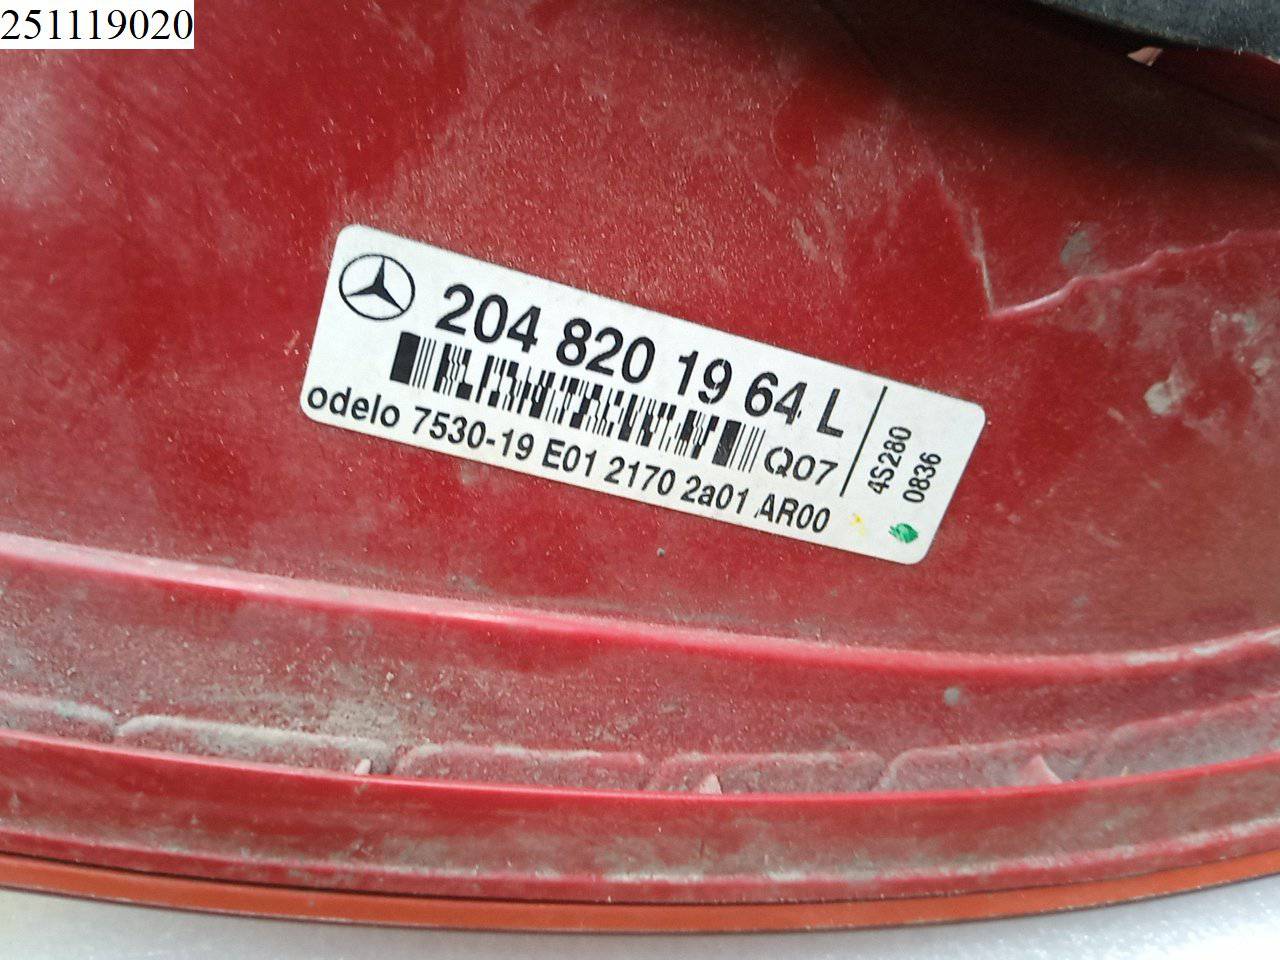 251119020
204 820 19 64 L
Q07
odelo 7530-19 E01 2170 2a01 AR00
4S280
0836